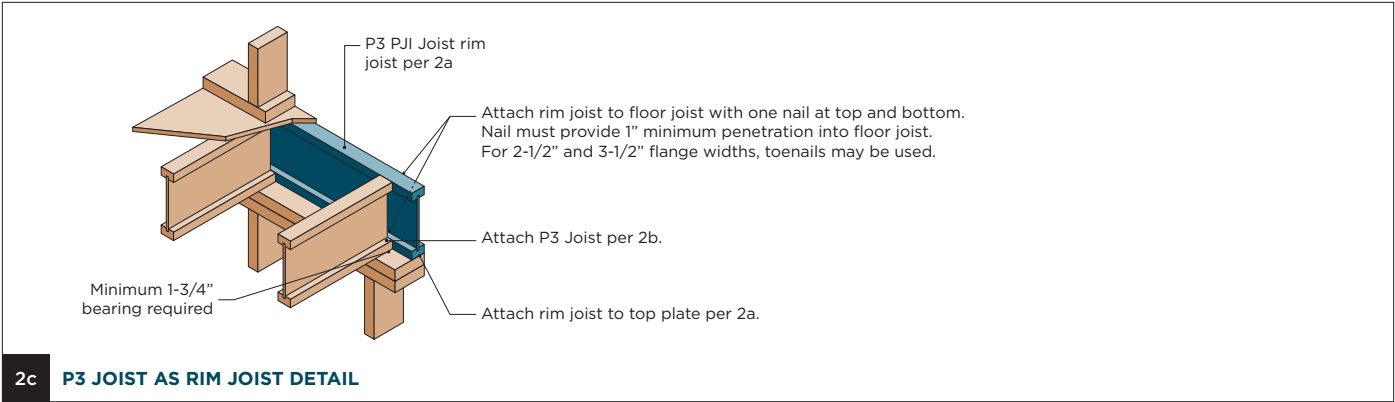 P3 PJI Joist rim
joist per 2a
Attach rim joist to floor joist with one nail at top and bottom.
Nail must provide 1” minimum penetration into floor joist.
For 2-1/2” and 3-1/2” flange widths, toenails may be used.
Attach P3 Joist per 2b.
Minimum 1-3/4”
bearing required
Attach rim joist to top plate per 2a.
2c P3 JOIST AS RIM JOIST DETAIL